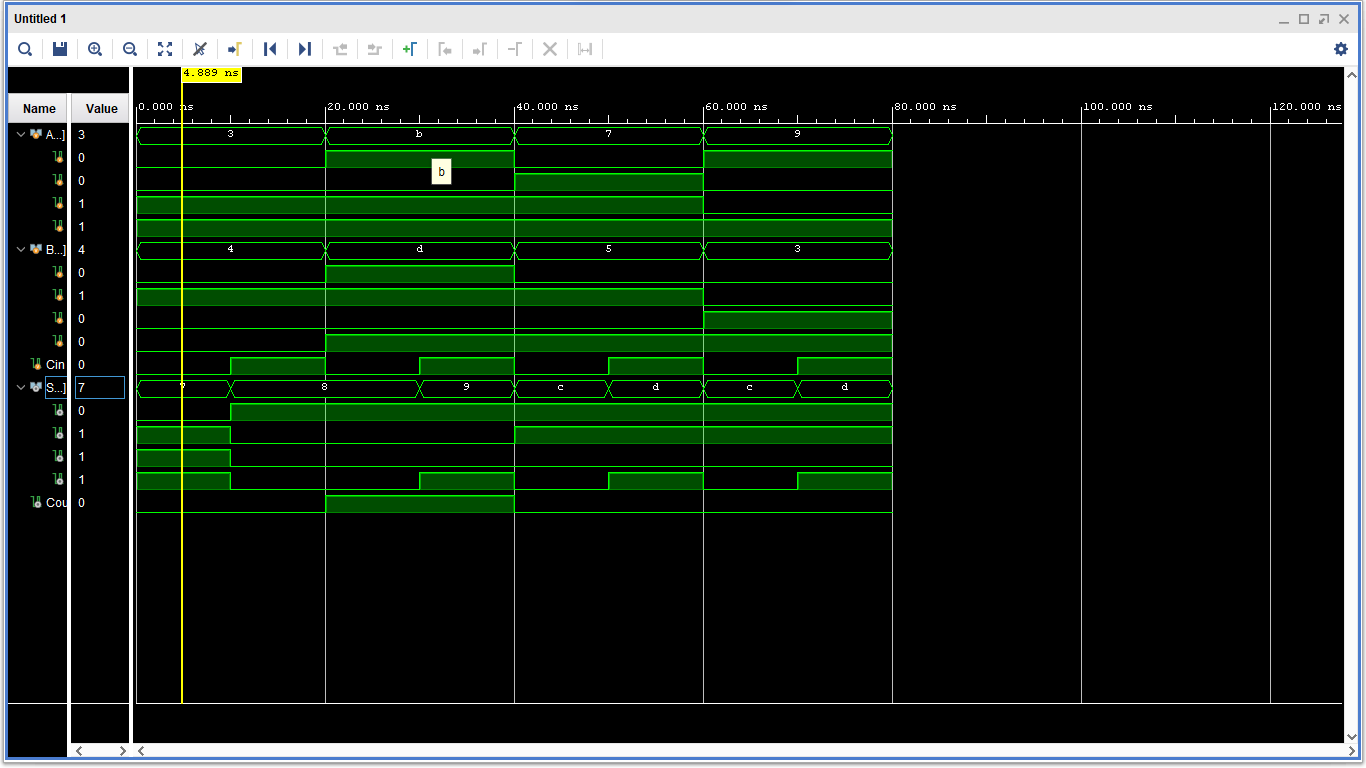 Untitled 1
4.889 ns
Name Value 0.000 ns 20.000 ns 40.000 ns 60.000 ns 80.000 ns 100.000 ns 120.000 ns
A...] 3 3 b 7 9
0
b
0
1
1
B...] 4 4 d 5 3
0
1
0
0
Cin 0
S...] 7 7 8 9 c d c d
0
1
1
1
Cou 0